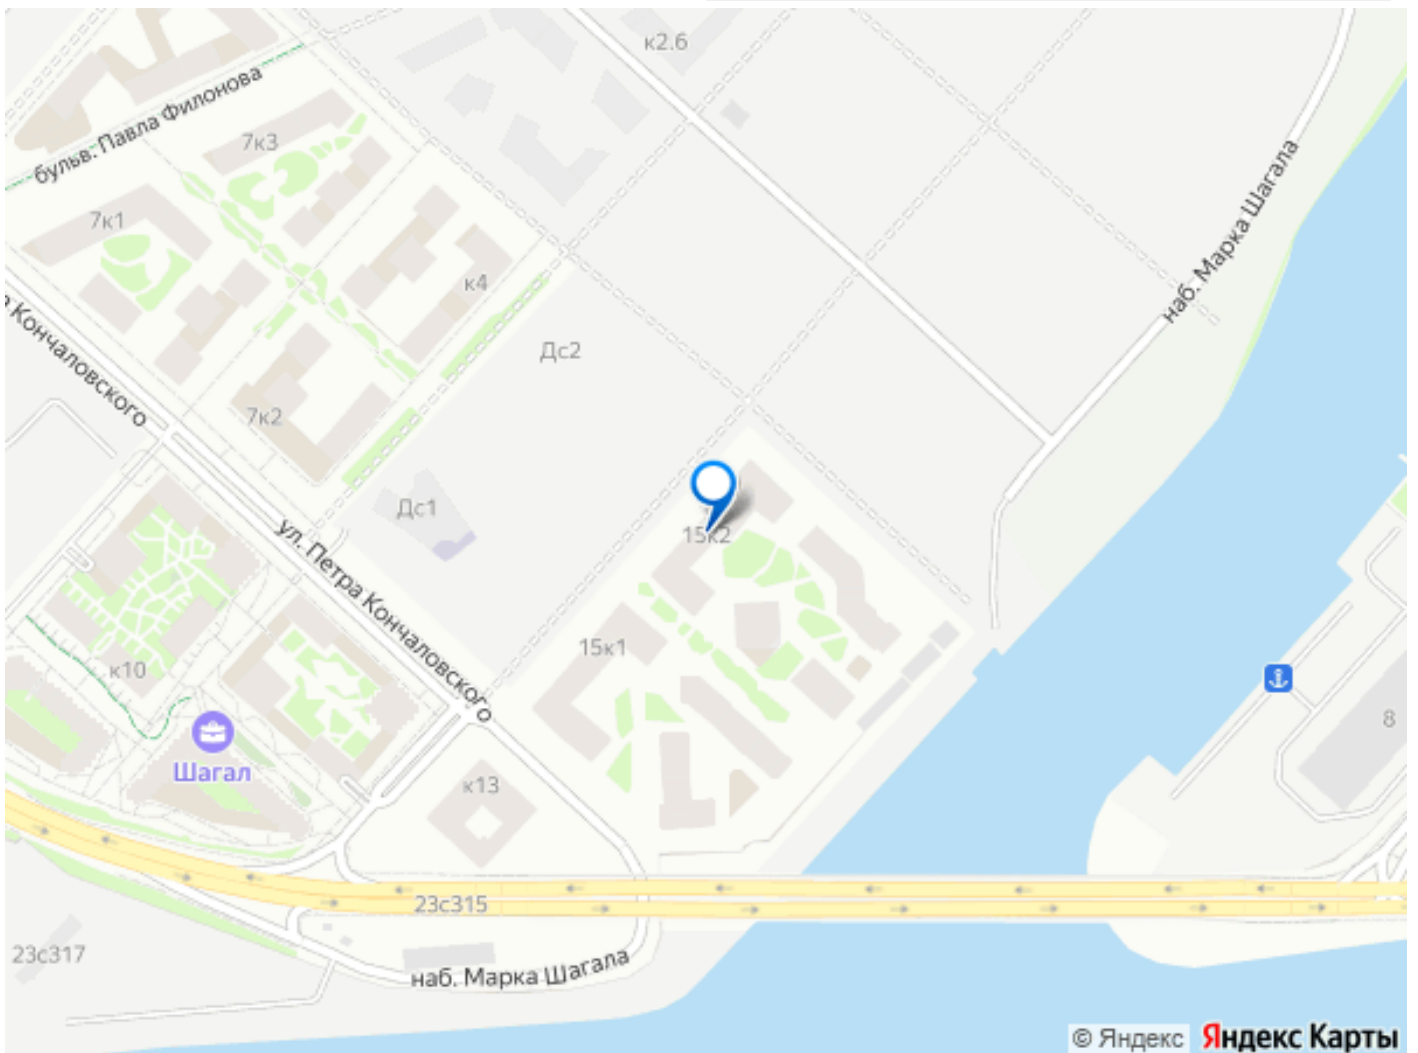 к2.6
бульв. Павла Филонова
7к3
7к1
наб. Марка Шагала
к4
Кончаловского
Дс2
7к2
Дс1
ул. Петра Кончаловского
15к2
15к1
к10
Шагал
к13
8
23с315
23с317
наб. Марка Шагала
© Яндекс Яндекс Карты